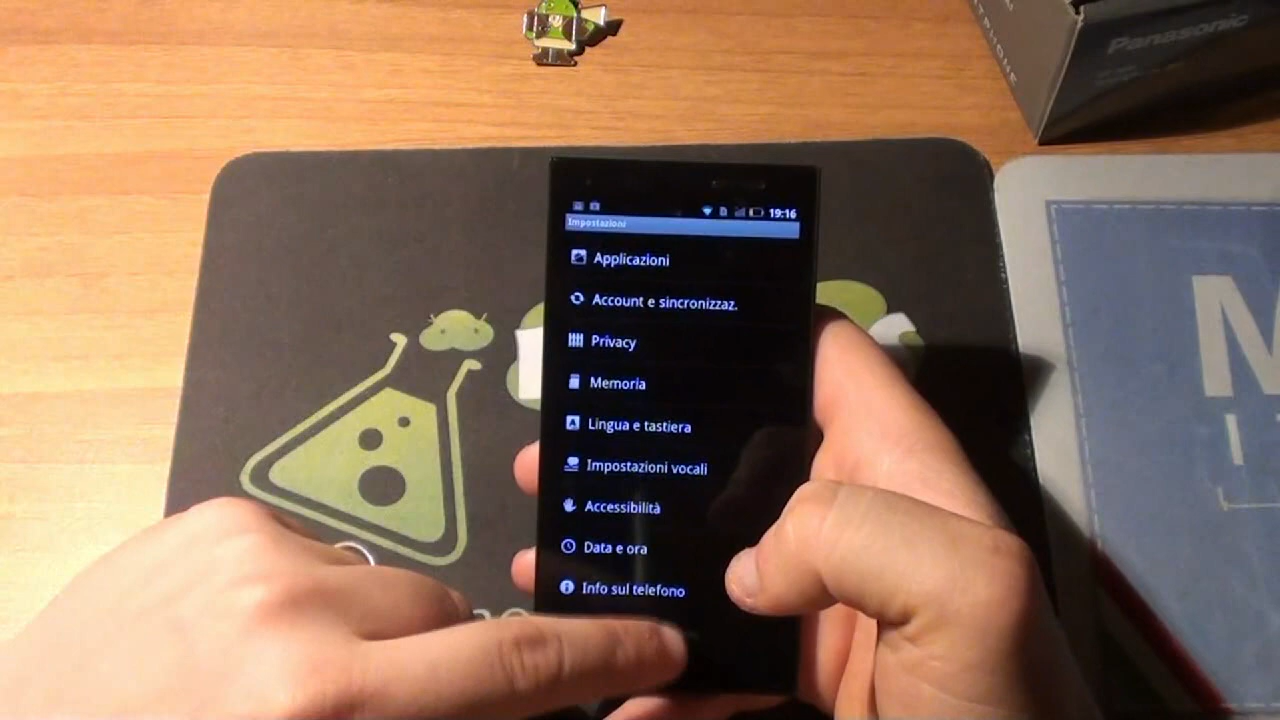 Panasonic
19:16
Impostazioni
Applicazioni
Account e sincronizzaz.
Privacy
Memoria
Lingua e tastiera
Impostazioni vocali
Accessibilità
Data e ora
Info sul telefono
M